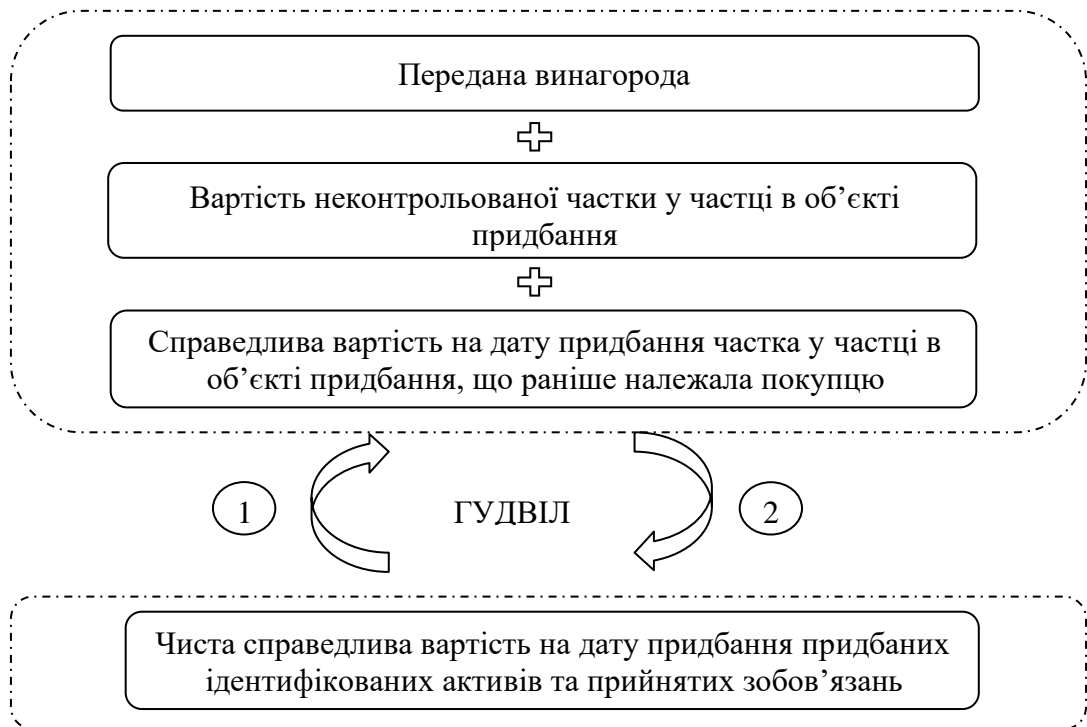 Передана винагорода
Вартість неконтрольованої частки у частці в об’єкті
придбання
Справедлива вартість на дату придбання частка у частці в
об’єкті придбання, що раніше належала покупцю
1
ГУДВІЛ
2
Чиста справедлива вартість на дату придбання придбаних
ідентифікованих активів та прийнятих зобов’язань